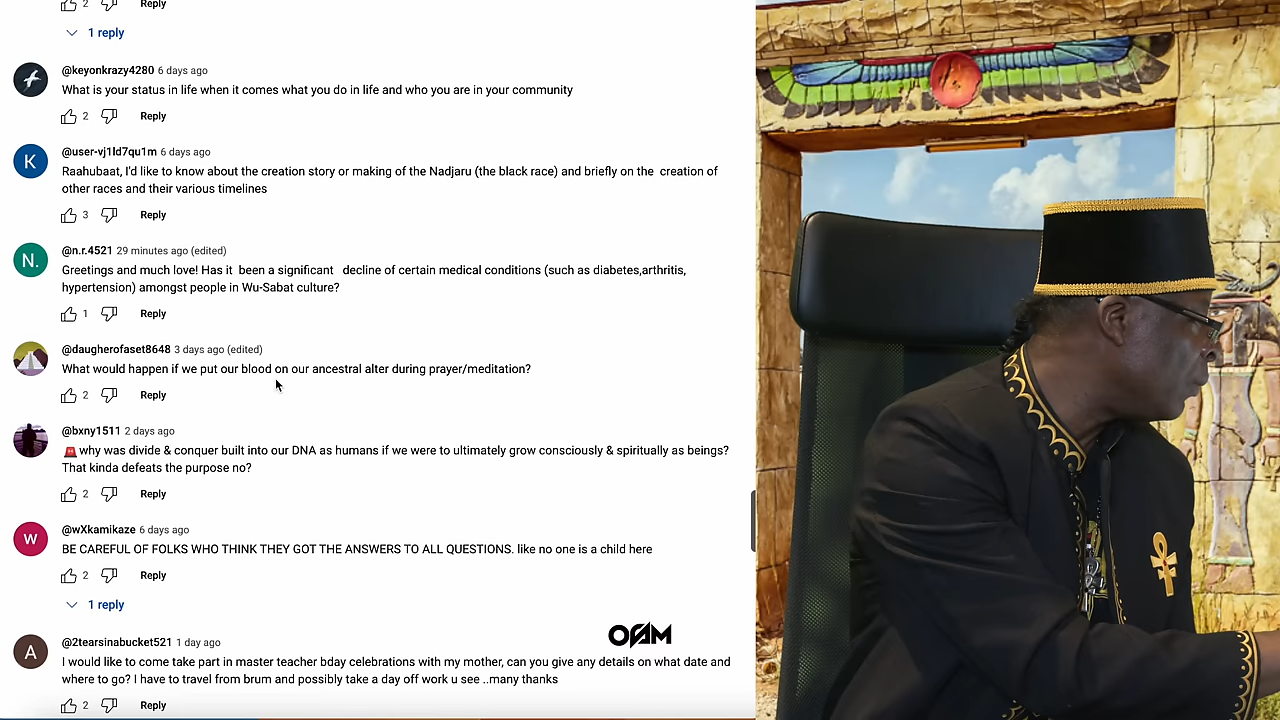 2 Reply
1 reply
@keyonkrazy4280 6 days ago
What is your status in life when it comes what you do in life and who you are in your community
2 Reply
K
@user-vj1ld7qu1m 6 days ago
Raahubaat, I'd like to know about the creation story or making of the Nadjaru (the black race) and briefly on the creation of
other races and their various timelines
3 Reply
N.
@n.r.4521 29 minutes ago (edited)
Greetings and much love! Has it been a significant decline of certain medical conditions (such as diabetes,arthritis,
hypertension) amongst people in Wu-Sabat culture?
1 Reply
@daugherofaset8648 3 days ago (edited)
What would happen if we put our blood on our ancestral alter during prayer/meditation?
2 Reply
@bxny1511 2 days ago
🚨why was divide & conquer built into our DNA as humans if we were to ultimately grow consciously & spiritually as beings?
That kinda defeats the purpose no?
2 Reply
W
@wXkamikaze 6 days ago
BE CAREFUL OF FOLKS WHO THINK THEY GOT THE ANSWERS TO ALL QUESTIONS. like no one is a child here
2 Reply
1 reply
OFAM
A
@2tearsinabucket521 1 day ago
I would like to come take part in master teacher bday celebrations with my mother, can you give any details on what date and
where to go? I have to travel from brum and possibly take a day off work u see ..many thanks
2 Reply